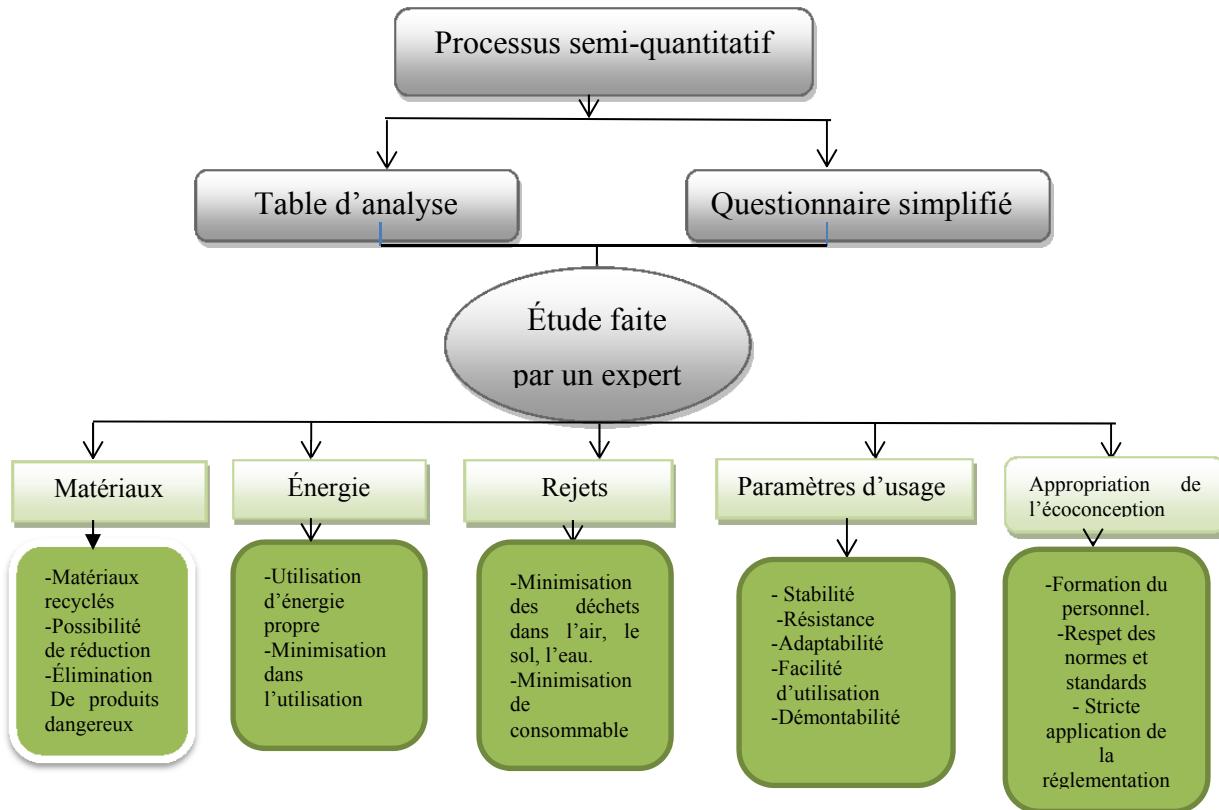 Processus semi-quantitatif
Table d'analyse
Questionnaire simplifié
Étude faite
par un expert
Matériaux
Énergie
Rejets
Paramètres d'usage
Appropriation de
l'écoconception
-Matériaux
recyclés
-Possibilité
de réduction
-Élimination
De produits
dangereux
-Utilisation
d'énergie
propre
-Minimisation
dans
l'utilisation
-Minimisation
des déchets
dans l'air, le
sol, l'eau.
-Minimisation
de
consommable
- Stabilité
-Résistance
-Adaptabilité
-Facilité
d'utilisation
-Démontabilité
-Formation du
personnel.
-Respet des
normes et
standards
- Stricte
application de
la
réglementation